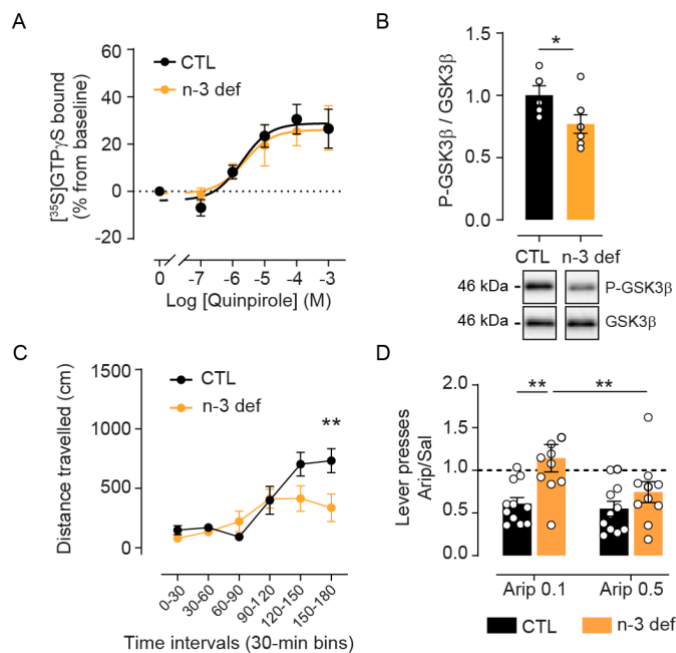 A
[35S]GTPγS bound
(% from baseline)
60
40
20
0
-20
CTL
n-3 def
0
-7
-6
-5
-4
-3
Log [Quinpirole] (M)
B
P-GSK3β / GSK3β
1.5
1.0
0.5
0.0
*
CTL
n-3 def
46 kDa
P-GSK3β
46 kDa
GSK3β
C
Distance travelled (cm)
1500
1000
500
0
CTL
n-3 def
**
0-30
30-60
60-90
90-120
120-150
150-180
Time intervals (30-min bins)
D
Lever presses
Arip/Sal
2.0
1.5
1.0
0.5
0.0
**
**
Arip 0.1
Arip 0.5
CTL
n-3 def